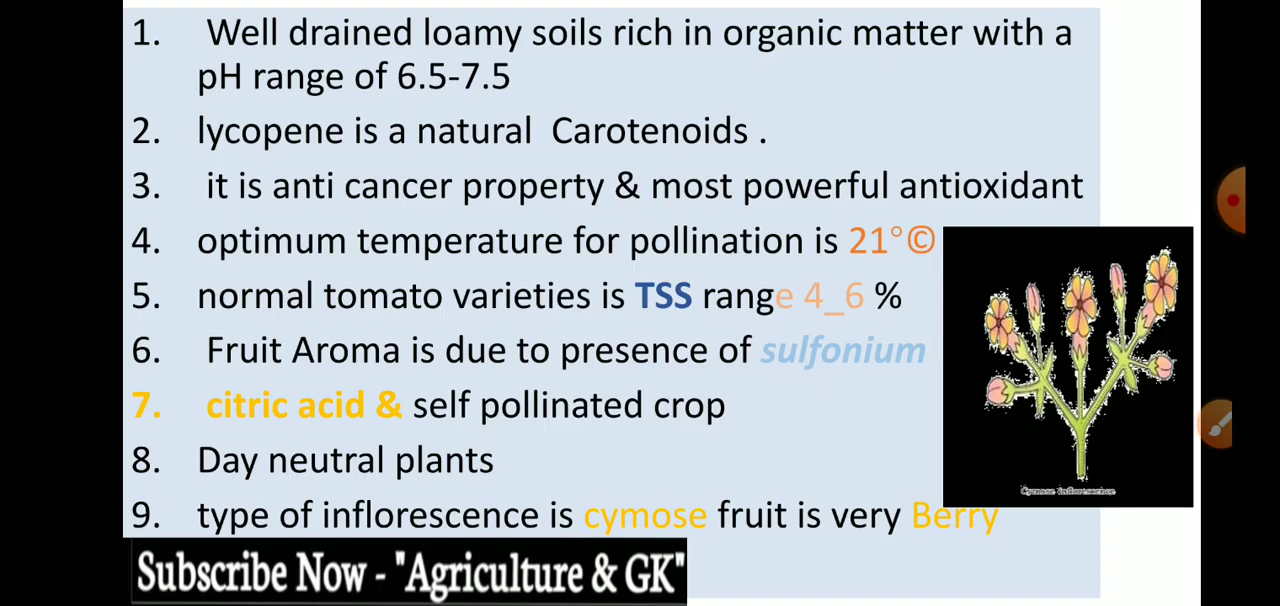 1. Well drained loamy soils rich in organic matter with a
pH range of 6.5-7.5
2. lycopene is a natural Carotenoids .
3. it is anti cancer property & most powerful antioxidant
4. optimum temperature for pollination is 21°©
5. normal tomato varieties is TSS range 4_6 %
6. Fruit Aroma is due to presence of sulfonium
7. citric acid & self pollinated crop
8. Day neutral plants
9. type of inflorescence is cymose fruit is very Berry
Cymose inflorescence
Subscribe Now - "Agriculture & GK"